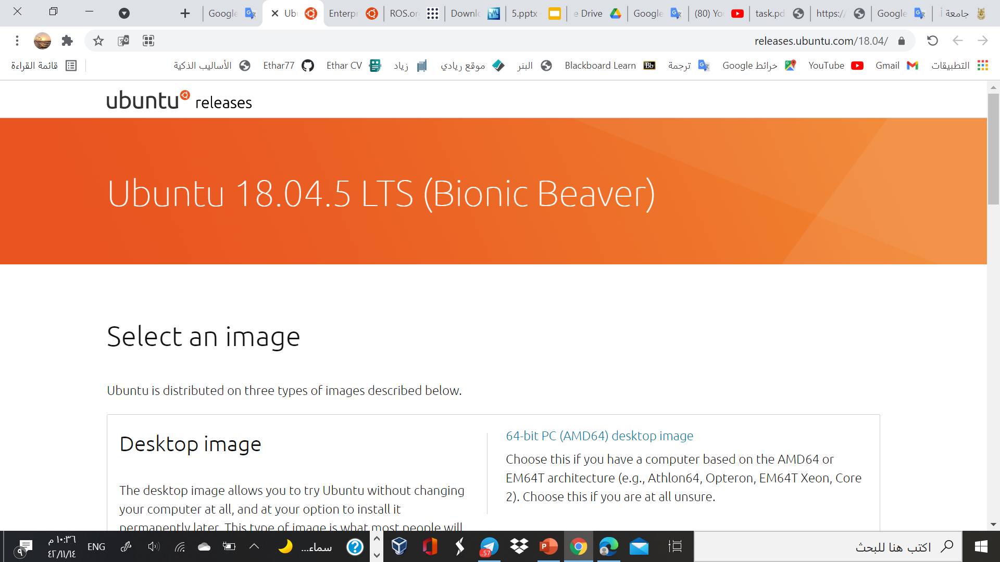 جامعة أ
Google
https://
task.pd
(80) Yo
Google
e Drive
5.pptx
Downlo
ROS.or
Enterpr
Ub
Google
releases.ubuntu.com/18.04/
التطبيقات
Gmail
YouTube
خرائط Google
ترجمة
Blackboard Learn
البنر
موقع ريادي
زياد
Ethar CV
Ethar77
الأساليب الذكية
قائمة القراءة
ubuntu releases
Ubuntu 18.04.5 LTS (Bionic Beaver)
Select an image
Ubuntu is distributed on three types of images described below.
Desktop image
The desktop image allows you to try Ubuntu without changing
your computer at all, and at your option to install it
permanently later. This type of image is what most people will
64-bit PC (AMD64) desktop image
Choose this if you have a computer based on the AMD64 or
EM64T architecture (e.g., Athlon64, Opteron, EM64T Xeon, Core
2). Choose this if you are at all unsure.
اكتب هنا للبحث
Bb
P
..57
سماء...
ENG
١٠:٣٦ م
٤٢/١١/١٤
٩